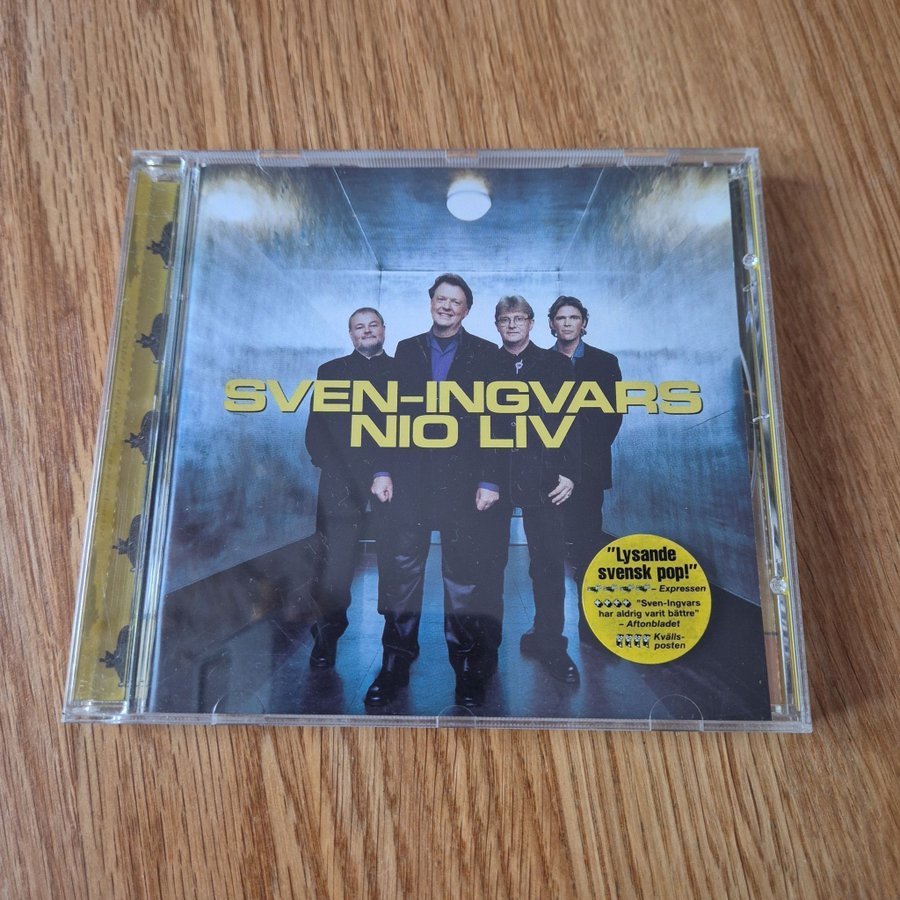 SVEN-INGVARS
NIO LIV
"Lysande
svensk pop!"
– Expressen
"Sven-Ingvars
har aldrig varit bättre"
– Aftonbladet
Kvälls-
posten